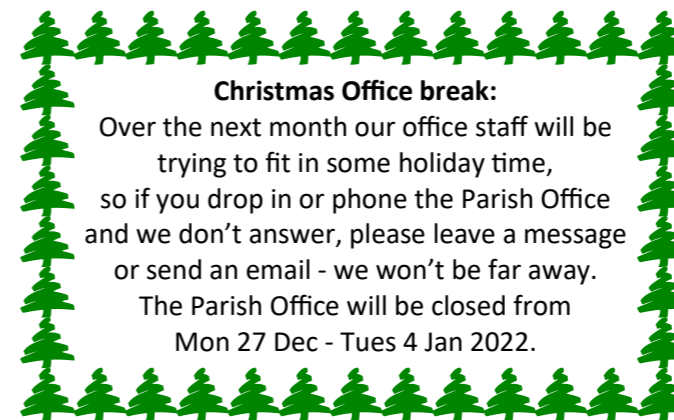 Christmas Office break:
Over the next month our office staff will be
trying to fit in some holiday time,
so if you drop in or phone the Parish Office
and we don’t answer, please leave a message
or send an email - we won’t be far away.
The Parish Office will be closed from
Mon 27 Dec - Tues 4 Jan 2022.